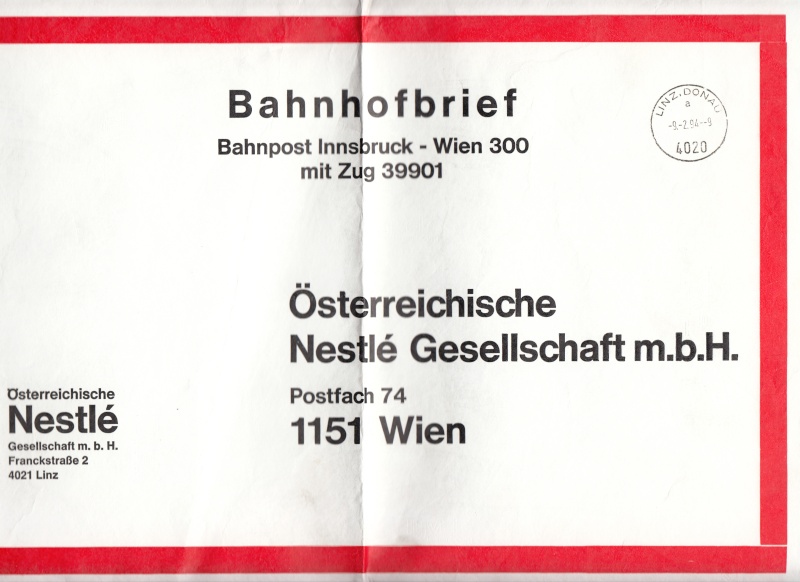 Bahnhofbrief
Bahnpost Innsbruck - Wien 300
mit Zug 39901
LINZ, DONAU
a
-9.-2.94--9
4020
Österreichische
Nestlé Gesellschaft m.b.H.
Postfach 74
1151 Wien
Österreichische
Nestlé
Gesellschaft m. b. H.
Franckstraße 2
4021 Linz